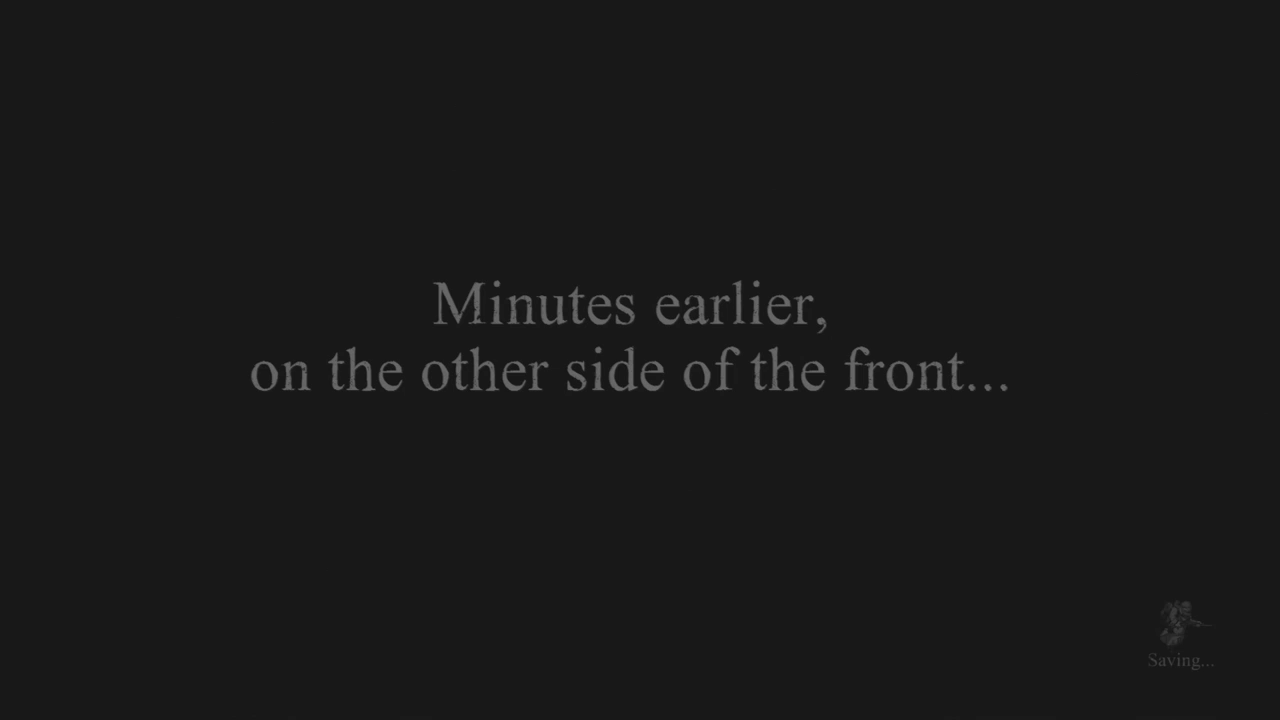 Minutes earlier,
on the other side of the front...
Saving...